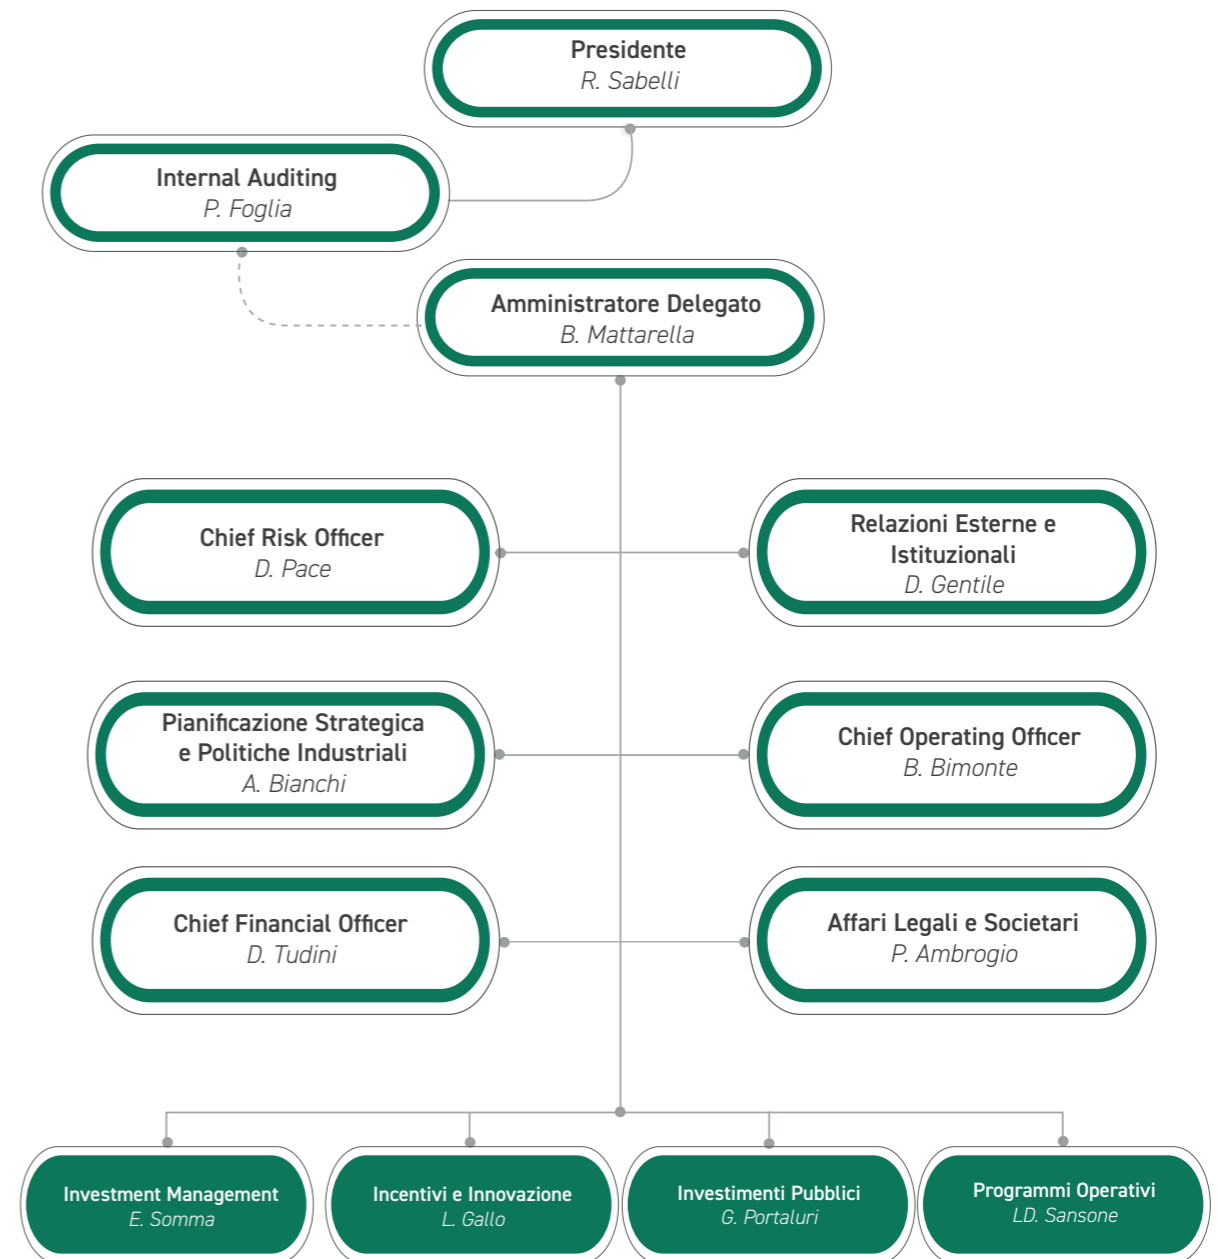 Presidente
R. Sabelli
Internal Auditing
P. Foglia
Amministratore Delegato
B. Mattarella
Chief Risk Officer
D. Pace
Relazioni Esterne e
Istituzionali
D. Gentile
Pianificazione Strategica
e Politiche Industriali
A. Bianchi
Chief Operating Officer
B. Bimonte
Chief Financial Officer
D. Tudini
Affari Legali e Societari
P. Ambrogio
Investment Management
E. Somma
Incentivi e Innovazione
L. Gallo
Investimenti Pubblici
G. Portaluri
Programmi Operativi
LD. Sansone